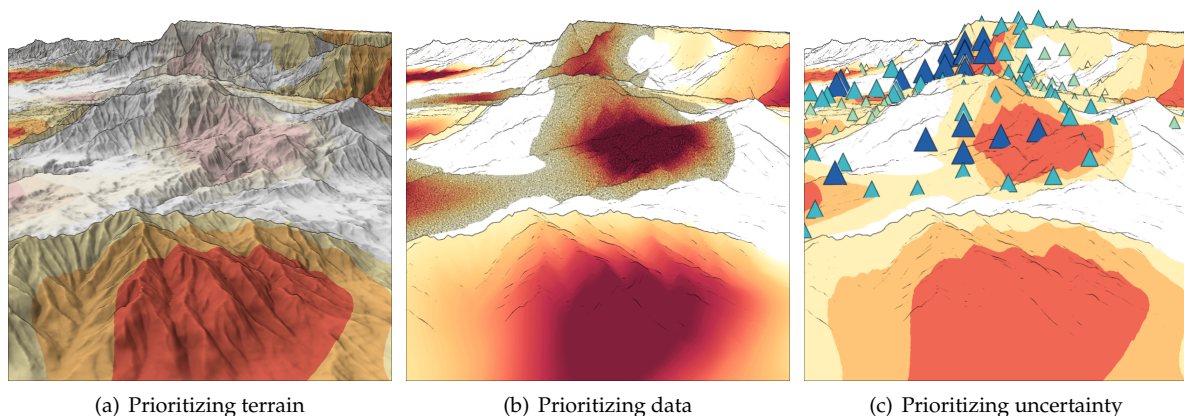 (a) Prioritizing terrain
(b) Prioritizing data
(c) Prioritizing uncertainty